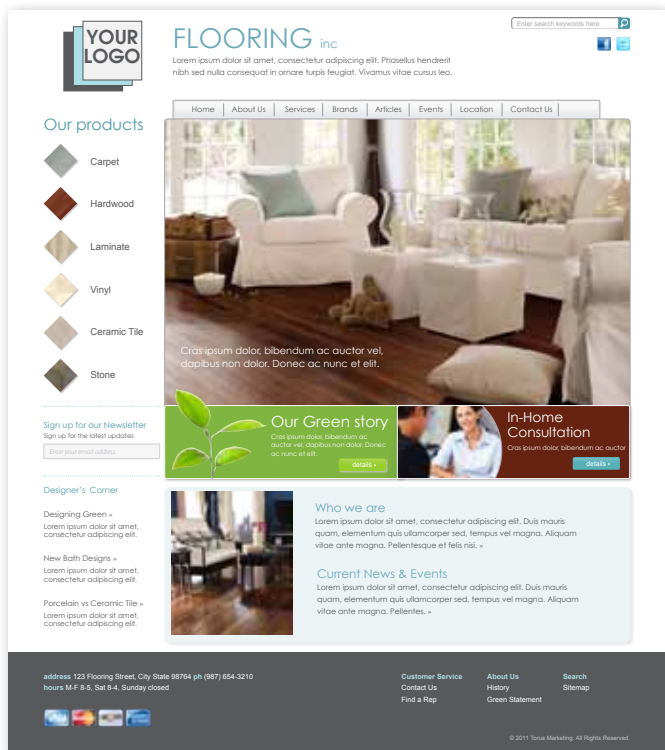 YOUR
LOGO
FLOORING inc
Lorem ipsum dolor sit amet, consectetur adipiscing elit. Phasellus hendrerit
nibh sed nulla consequat in ornare turpis feugiat. Vivamus vitae cursus leo.
Enter search keywords here
Home
About Us
Services
Brands
Articles
Events
Location
Contact Us
Our products
Carpet
Hardwood
Laminate
Vinyl
Ceramic Tile
Stone
Cras ipsum dolor, bibendum ac auctor vel,
dapibus non dolor. Donec ac nunc et elit.
Sign up for our Newsletter
Sign up for the latest updates
Enter your email address
Our Green story
Cras ipsum dolor, bibendum ac
auctor vel, dapibus non dolor. Donec
ac nunc et elit.
details ›
In-Home
Consultation
Cras ipsum dolor, bibendum ac auctor
details ›
Designer's Corner
Designing Green »
Lorem ipsum dolor sit amet,
consectetur adipiscing elit.
New Bath Designs »
Lorem ipsum dolor sit amet,
consectetur adipiscing elit.
Porcelain vs Ceramic Tile »
Lorem ipsum dolor sit amet,
consectetur adipiscing elit.
Who we are
Lorem ipsum dolor sit amet, consectetur adipiscing elit. Duis mauris
quam, elementum quis ullamcorper sed, tempus vel magna. Aliquam
vitae ante magna. Pellentesque et felis nisi. »
Current News & Events
Lorem ipsum dolor sit amet, consectetur adipiscing elit. Duis mauris
quam, elementum quis ullamcorper sed, tempus vel magna. Aliquam
vitae ante magna. Pellentes. »
address 123 Flooring Street, City State 98764 ph (987) 654-3210
hours M-F 8-5, Sat 8-4, Sunday closed
Customer Service
Contact Us
Find a Rep
About Us
History
Green Statement
Search
Sitemap
© 2011 Torus Marketing. All Rights Reserved.